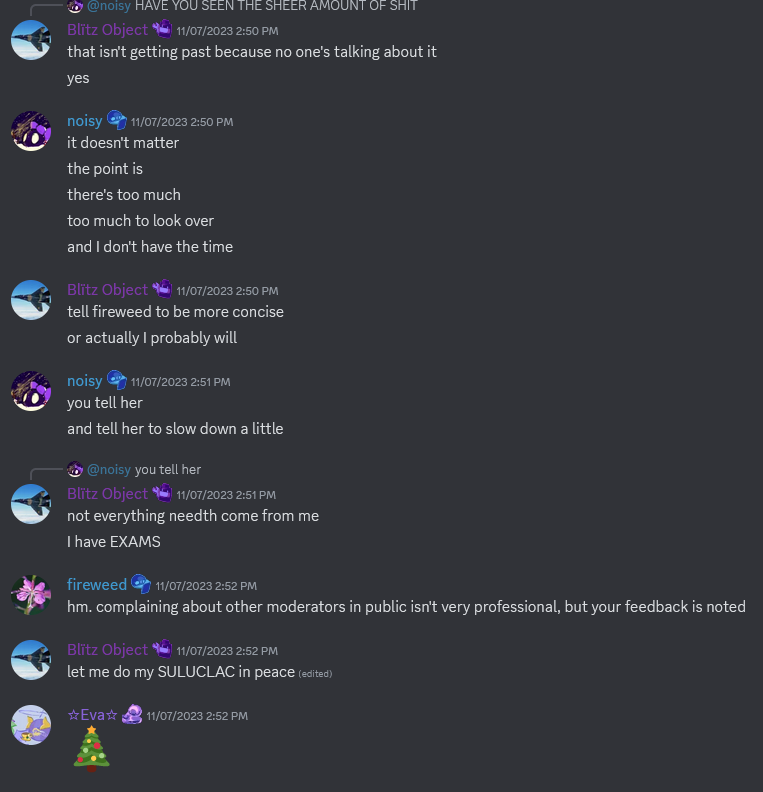 @noisy HAVE YOU SEEN THE SHEER AMOUNT OF SHIT
Blītz Object 11/07/2023 2:50 PM
that isn't getting past because no one's talking about it
yes
noisy 11/07/2023 2:50 PM
it doesn't matter
the point is
there's too much
too much to look over
and I don't have the time
Blītz Object 11/07/2023 2:50 PM
tell fireweed to be more concise
or actually I probably will
noisy 11/07/2023 2:51 PM
you tell her
and tell her to slow down a little
@noisy you tell her
Blītz Object 11/07/2023 2:51 PM
not everything needth come from me
I have EXAMS
fireweed 11/07/2023 2:52 PM
hm. complaining about other moderators in public isn't very professional, but your feedback is noted
Blītz Object 11/07/2023 2:52 PM
let me do my SULUCLAC in peace (edited)
☆Eva☆ 11/07/2023 2:52 PM